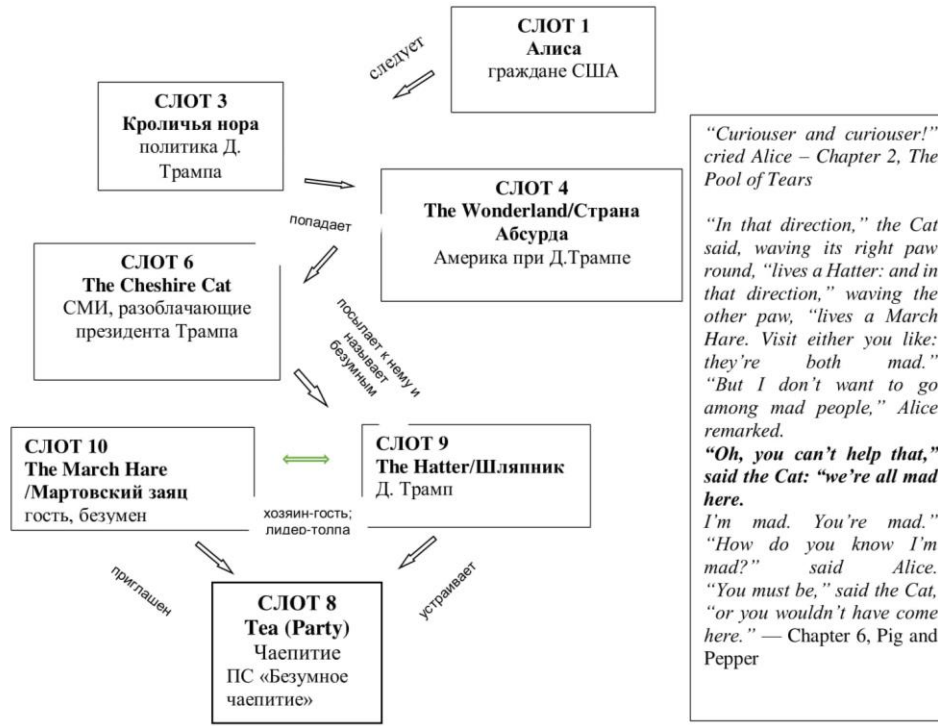 СЛОТ 1
Алиса
граждане США
следует
СЛОТ 3
Кроличья нора
политика Д.
Трампа
СЛОТ 4
The Wonderland/Страна
Абсурда
Америка при Д.Трампе
попадает
СЛОТ 6
The Cheshire Cat
СМИ, разоблачающие
президента Трампа
посылает к нему и
называет
безумным
СЛОТ 10
The March Hare
/Мартовский заяц
гость, безумен
СЛОТ 9
The Hatter/Шляпник
Д. Трамп
хозяин-гость;
лидер-толпа
приглашен
устраивает
СЛОТ 8
Tea (Party)
Чаепитие
ПС «Безумное
чаепитие»
“Curiouser and curiouser!”
cried Alice – Chapter 2, The
Pool of Tears
“In that direction,” the Cat
said, waving its right paw
round, “lives a Hatter: and in
that direction,” waving the
other paw, “lives a March
Hare. Visit either you like:
they’re both mad.”
“But I don’t want to go
among mad people,” Alice
remarked.
“Oh, you can’t help that,”
said the Cat: “we’re all mad
here.
I’m mad. You’re mad.”
“How do you know I’m
mad?” said Alice.
“You must be,” said the Cat,
“or you wouldn’t have come
here.” — Chapter 6, Pig and
Pepper